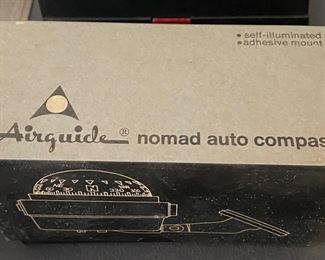 • self-illuminated
• adhesive mount
Airguide® nomad auto compas
N